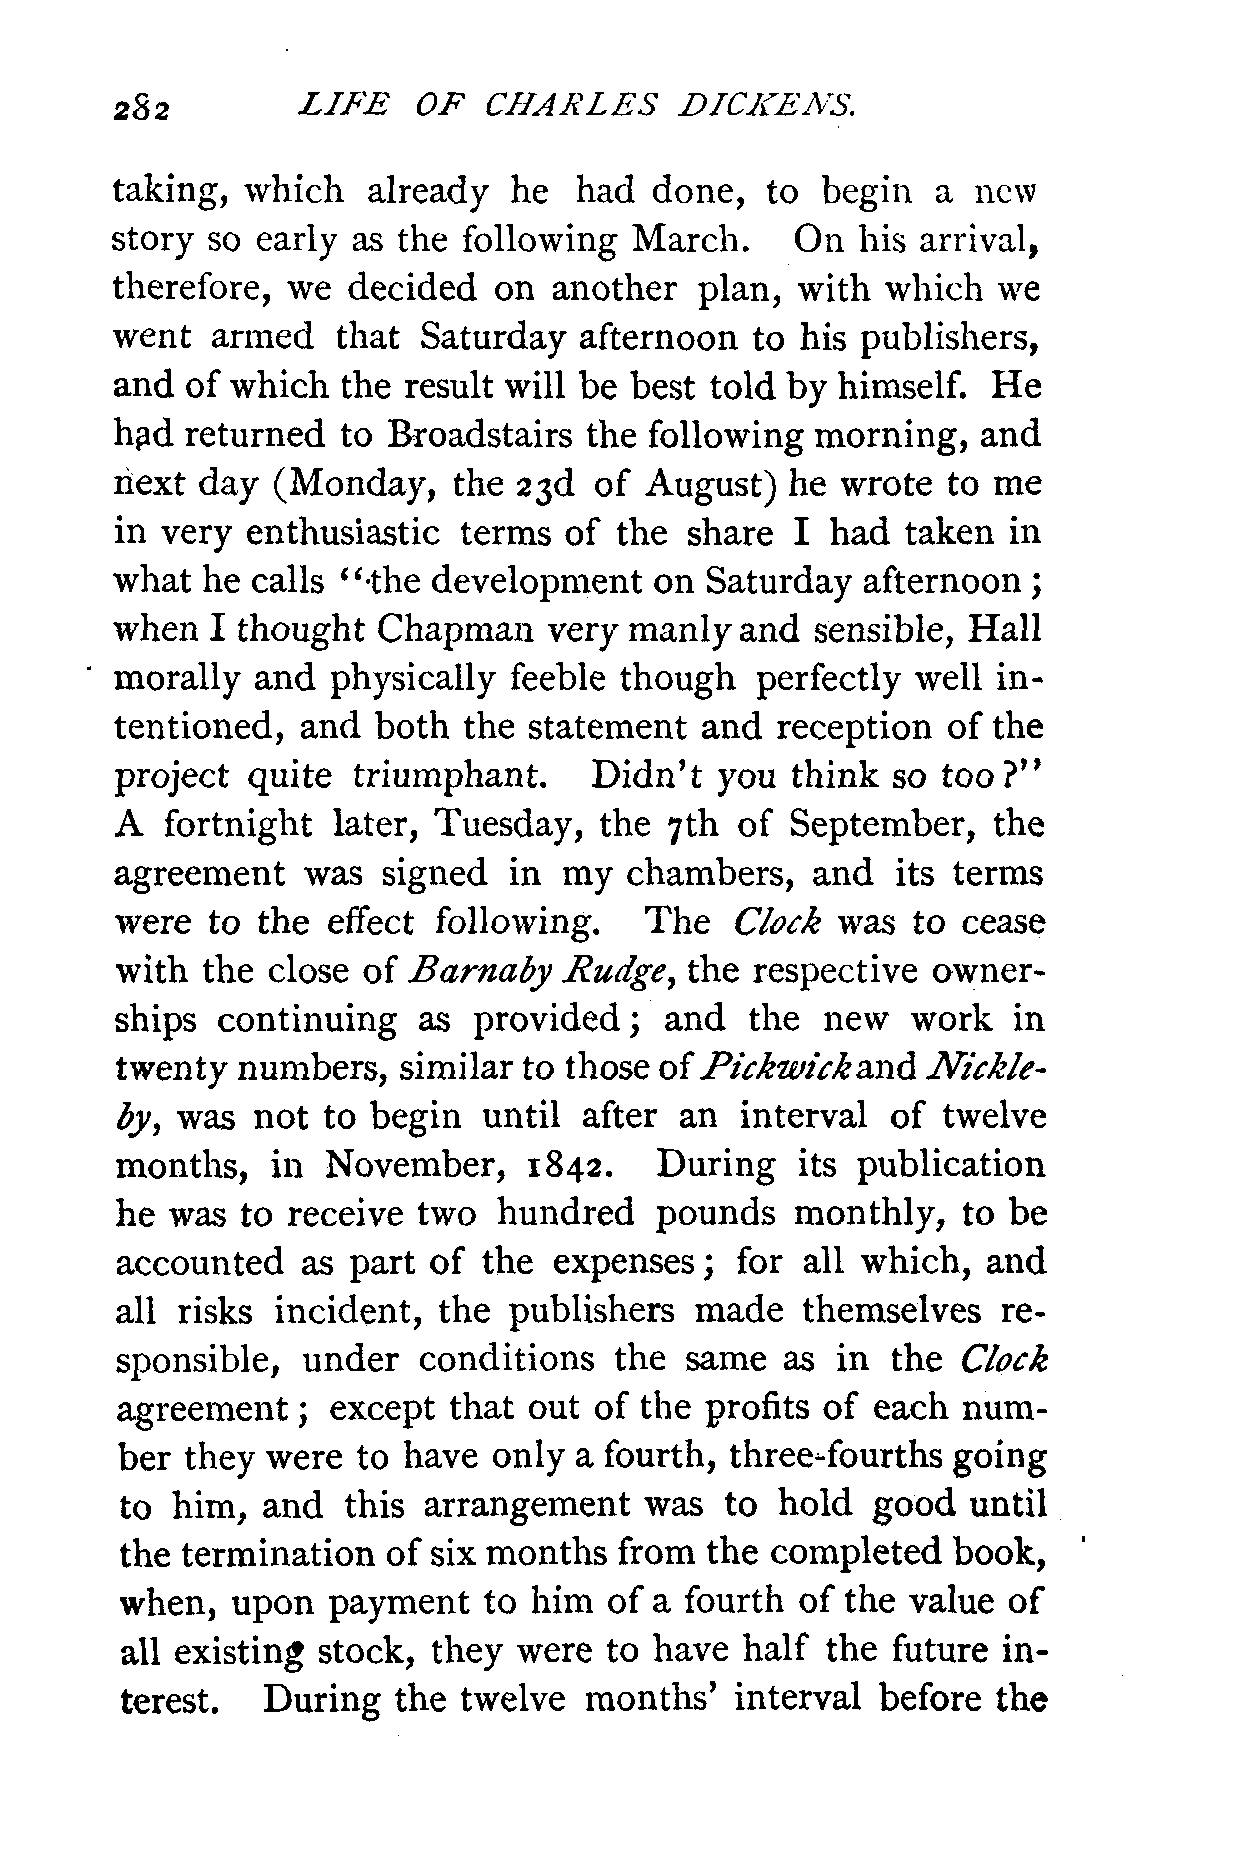 282 LIFE OF CHARLES DICKENS.
taking, which already he had done, to begin a new
story so early as the following March. On his arrival,
therefore, we decided on another plan, with which we
went armed that Saturday afternoon to his publishers,
and of which the result will be best told by himself. He
had returned to Broadstairs the following morning, and
next day (Monday, the 23d of August) he wrote to me
in very enthusiastic terms of the share I had taken in
what he calls “the development on Saturday afternoon ;
when I thought Chapman very manly and sensible, Hall
morally and physically feeble though perfectly well in-
tentioned, and both the statement and reception of the
project quite triumphant. Didn’t you think so too ?”
A fortnight later, Tuesday, the 7th of September, the
agreement was signed in my chambers, and its terms
were to the effect following. The Clock was to cease
with the close of Barnaby Rudge, the respective owner-
ships continuing as provided ; and the new work in
twenty numbers, similar to those of Pickwick and Nickle-
by, was not to begin until after an interval of twelve
months, in November, 1842. During its publication
he was to receive two hundred pounds monthly, to be
accounted as part of the expenses ; for all which, and
all risks incident, the publishers made themselves re-
sponsible, under conditions the same as in the Clock
agreement ; except that out of the profits of each num-
ber they were to have only a fourth, three-fourths going
to him, and this arrangement was to hold good until
the termination of six months from the completed book,
when, upon payment to him of a fourth of the value of
all existing stock, they were to have half the future in-
terest. During the twelve months’ interval before the